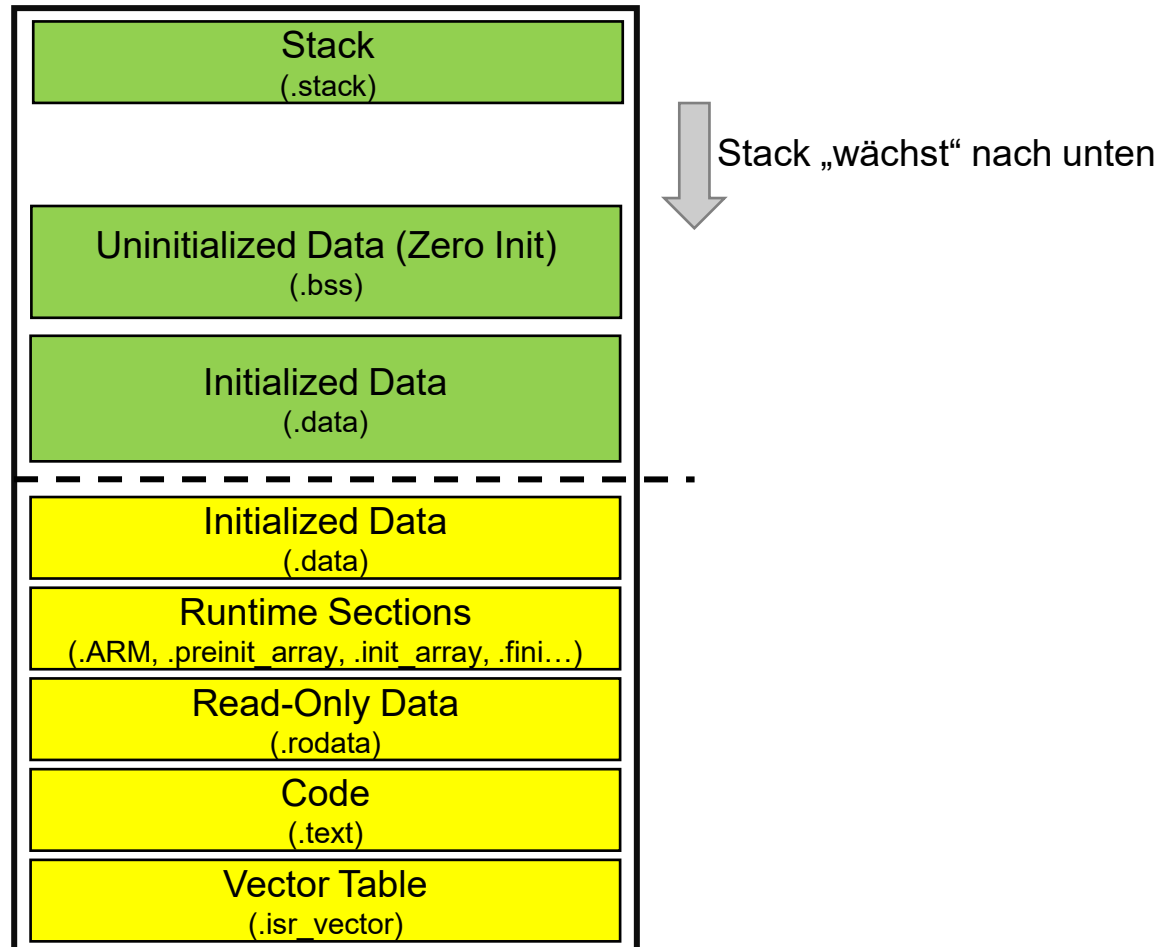 Stack
(.stack)
Stack „wächst“ nach unten
Uninitialized Data (Zero Init)
(.bss)
Initialized Data
(.data)
Initialized Data
(.data)
Runtime Sections
(.ARM, .preinit_array, .init_array, .fini…)
Read-Only Data
(.rodata)
Code
(.text)
Vector Table
(.isr_vector)